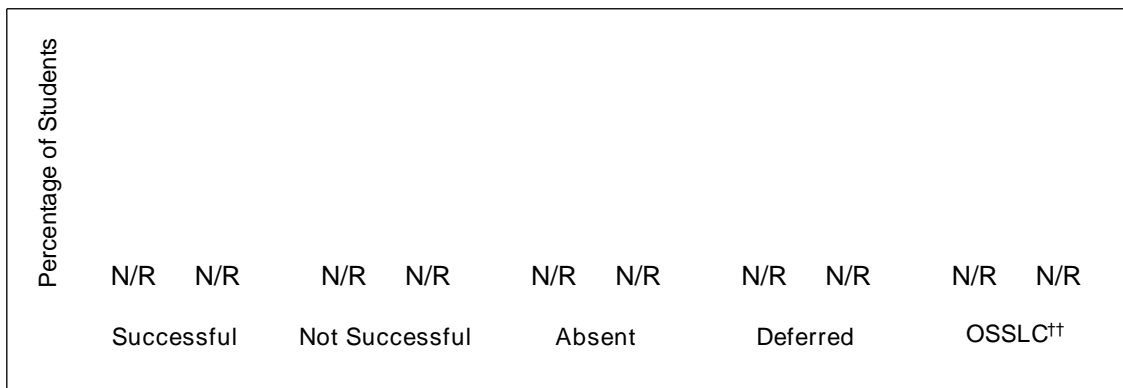 Percentage of Students
N/R N/R N/R N/R N/R N/R N/R N/R N/R N/R
Successful Not Successful Absent Deferred OSSLC††